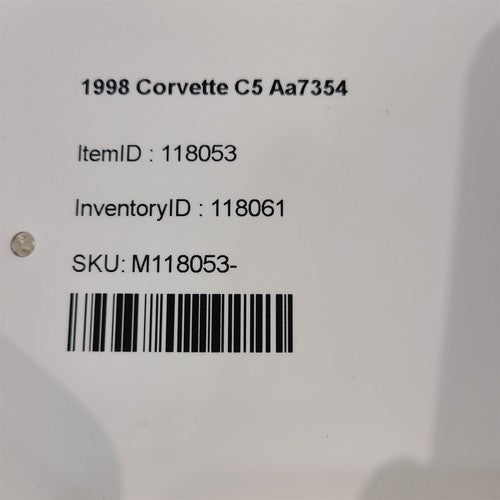 1998 Corvette C5 Aa7354
ItemID : 118053
InventoryID : 118061
SKU: M118053-